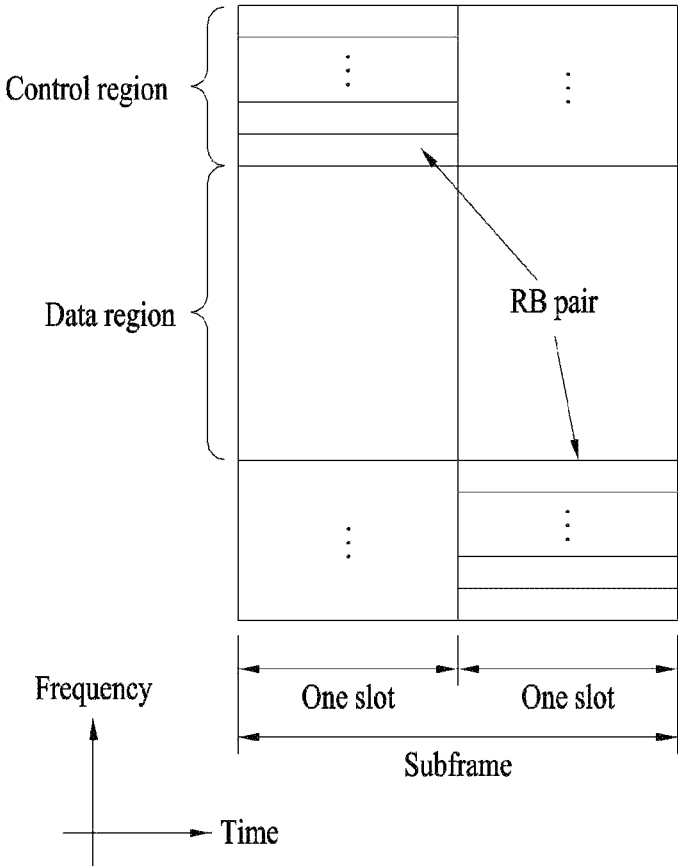 Control region
Data region
RB pair
One slot
One slot
Subframe
Frequency
Time